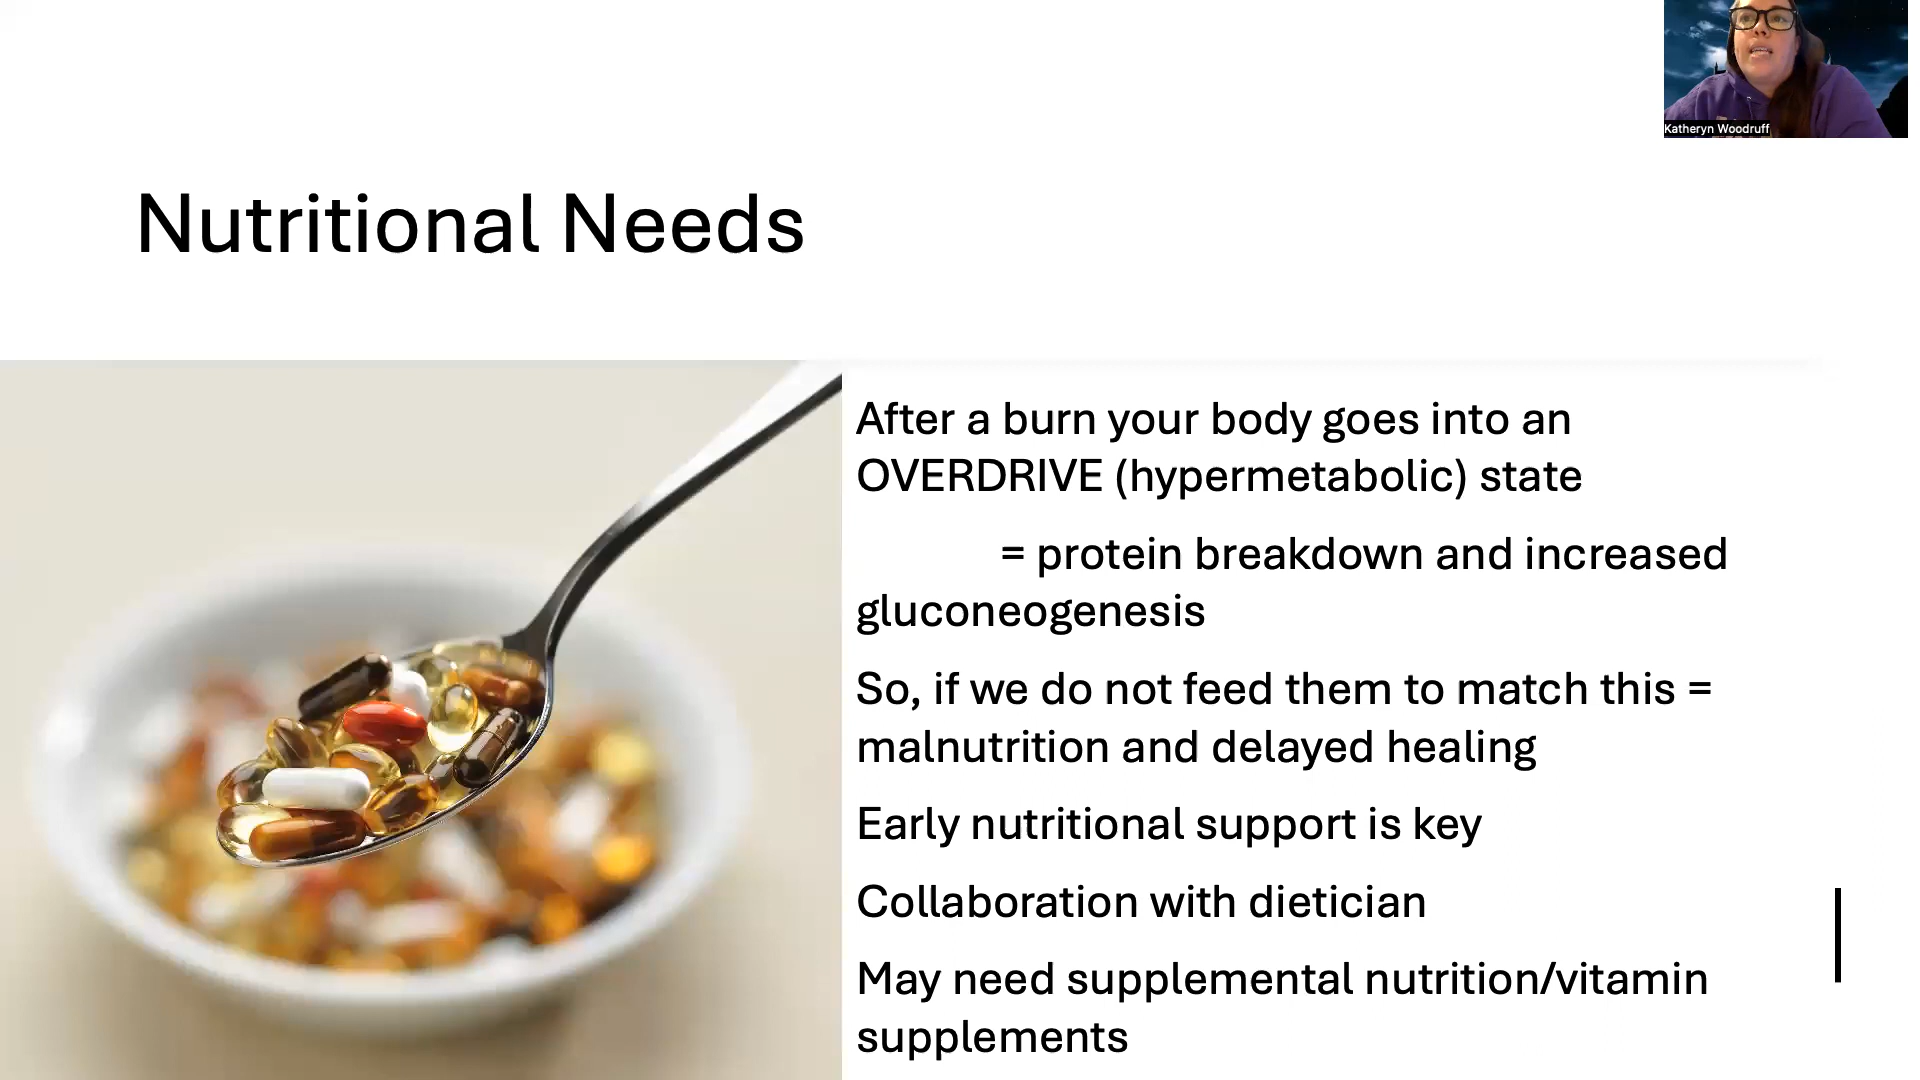 Katheryn Woodruff
Nutritional Needs
After a burn your body goes into an
OVERDRIVE (hypermetabolic) state
= protein breakdown and increased
gluconeogenesis
So, if we do not feed them to match this =
malnutrition and delayed healing
Early nutritional support is key
Collaboration with dietician
May need supplemental nutrition/vitamin
supplements